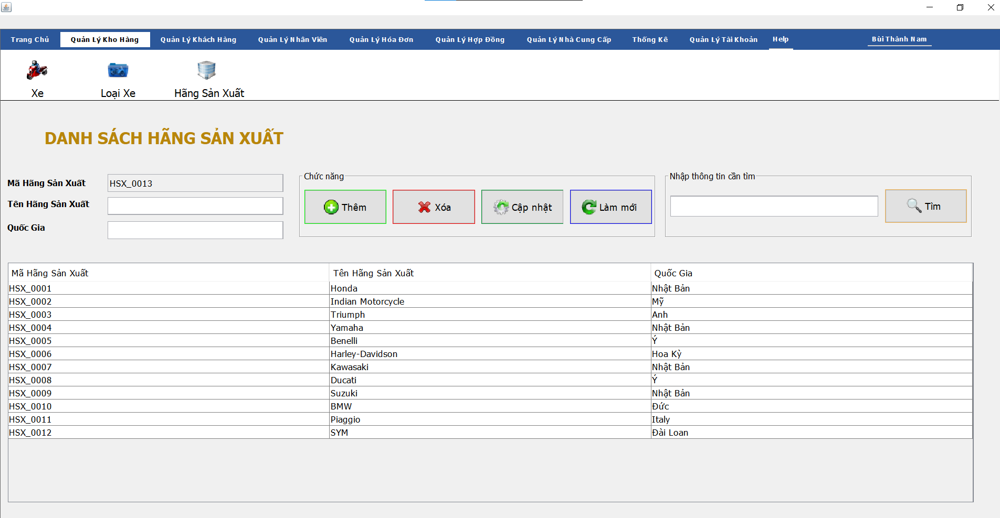 Trang Chủ Quản Lý Kho Hàng Quản Lý Khách Hàng Quản Lý Nhân Viên Quản Lý Hóa Đơn Quản Lý Hợp Đồng Quản Lý Nhà Cung Cấp Thống Kê Quản Lý Tài Khoản Help Bùi Thành Nam
Xe Loại Xe Hãng Sản Xuất
DANH SÁCH HÃNG SẢN XUẤT
Mã Hãng Sản Xuất HSX_0013
Tên Hãng Sản Xuất
Quốc Gia
Chức năng
Thêm Xóa Cập nhật Làm mới
Nhập thông tin cần tìm
Tìm
Mã Hãng Sản Xuất Tên Hãng Sản Xuất Quốc Gia
HSX_0001 Honda Nhật Bản
HSX_0002 Indian Motorcycle Mỹ
HSX_0003 Triumph Anh
HSX_0004 Yamaha Nhật Bản
HSX_0005 Benelli Ý
HSX_0006 Harley-Davidson Hoa Kỳ
HSX_0007 Kawasaki Nhật Bản
HSX_0008 Ducati Ý
HSX_0009 Suzuki Nhật Bản
HSX_0010 BMW Đức
HSX_0011 Piaggio Italy
HSX_0012 SYM Đài Loan